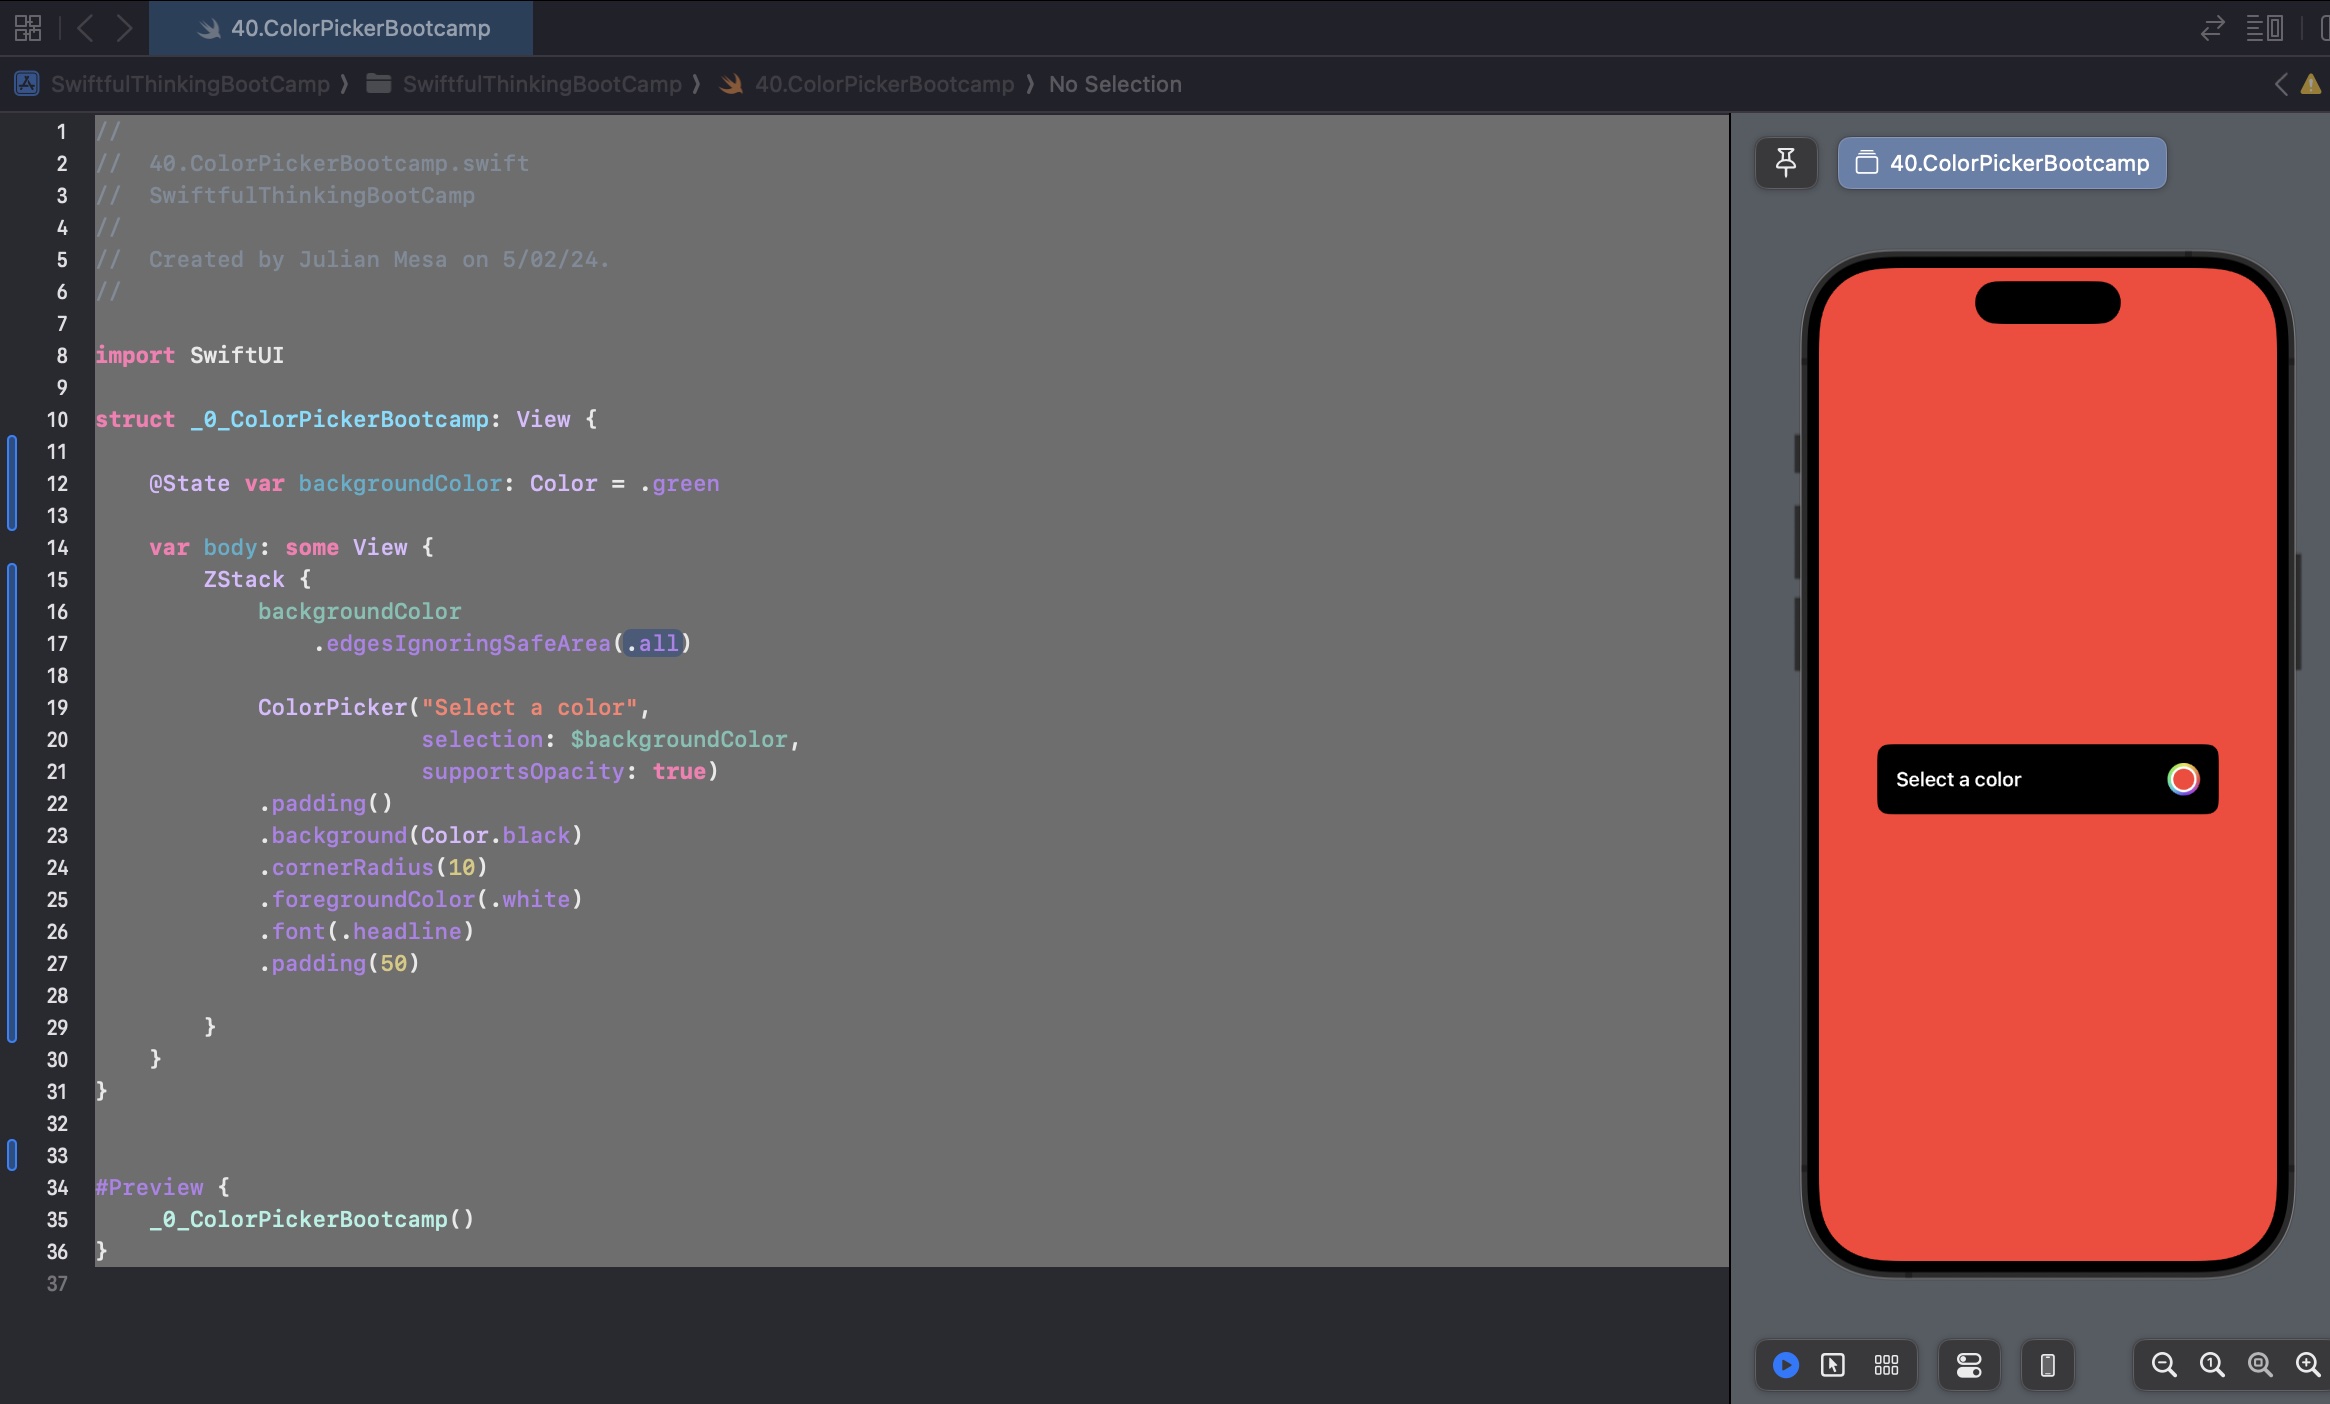 40.ColorPickerBootcamp
SwiftfulThinkingBootCamp ⟩ SwiftfulThinkingBootCamp ⟩ 40.ColorPickerBootcamp ⟩ No Selection
1 //
2 //  40.ColorPickerBootcamp.swift
3 //  SwiftfulThinkingBootCamp
4 //
5 //  Created by Julian Mesa on 5/02/24.
6 //
7
8 import SwiftUI
9
10 struct _0_ColorPickerBootcamp: View {
11
12     @State var backgroundColor: Color = .green
13
14     var body: some View {
15         ZStack {
16             backgroundColor
17                 .edgesIgnoringSafeArea(.all)
18
19             ColorPicker("Select a color",
20                         selection: $backgroundColor,
21                         supportsOpacity: true)
22             .padding()
23             .background(Color.black)
24             .cornerRadius(10)
25             .foregroundColor(.white)
26             .font(.headline)
27             .padding(50)
28
29         }
30     }
31 }
32
33
34 #Preview {
35     _0_ColorPickerBootcamp()
36 }
37
40.ColorPickerBootcamp
Select a color